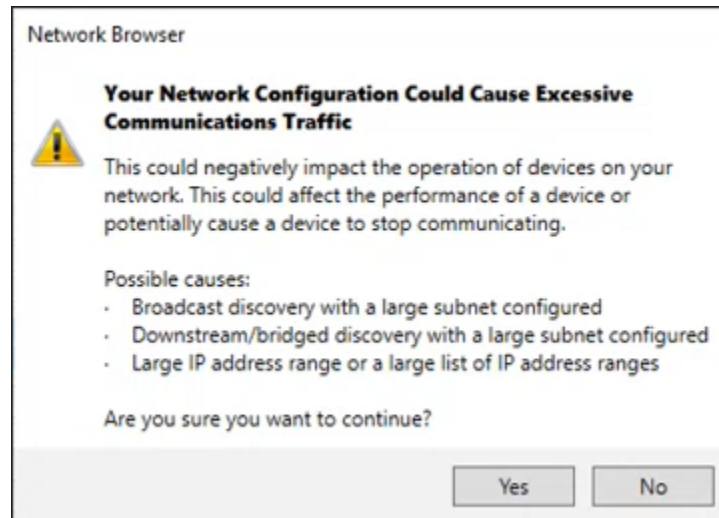 Network Browser
Your Network Configuration Could Cause Excessive
Communications Traffic
This could negatively impact the operation of devices on your
network. This could affect the performance of a device or
potentially cause a device to stop communicating.
Possible causes:
· Broadcast discovery with a large subnet configured
· Downstream/bridged discovery with a large subnet configured
· Large IP address range or a large list of IP address ranges
Are you sure you want to continue?
Yes No